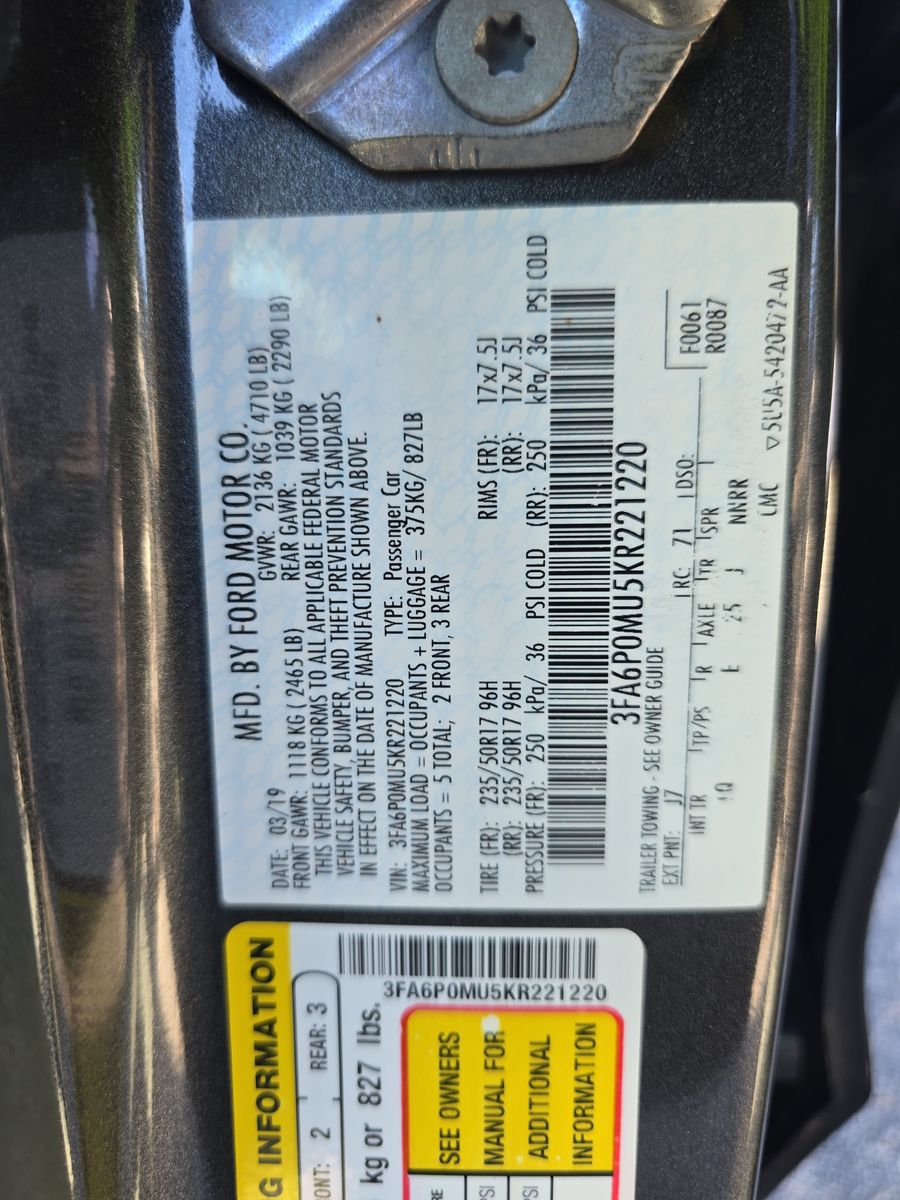 MFD. BY FORD MOTOR CO.
DATE: 03/19 GVWR: 2136 KG ( 4710 LB)
FRONT GAWR: 1118 KG ( 2465 LB) REAR GAWR: 1039 KG ( 2290 LB)
THIS VEHICLE CONFORMS TO ALL APPLICABLE FEDERAL MOTOR
VEHICLE SAFETY, BUMPER, AND THEFT PREVENTION STANDARDS
IN EFFECT ON THE DATE OF MANUFACTURE SHOWN ABOVE.
VIN: 3FA6P0MU5KR221220 TYPE: Passenger Car
MAXIMUM LOAD = OCCUPANTS + LUGGAGE = 375KG/ 827LB
OCCUPANTS = 5 TOTAL; 2 FRONT, 3 REAR
TIRE (FR): 235/50R17 96H RIMS (FR): 17x7.5J
(RR): 235/50R17 96H (RR): 17x7.5J
PRESSURE (FR): 250 kPa/ 36 PSI COLD (RR): 250 kPa/ 36 PSI COLD
3FA6P0MU5KR221220
TRAILER TOWING - SEE OWNER GUIDE
EXT PNT: J7 RC: 71 DSO: F0061
INT TR TP/PS R AXLE TR SPR R0087
E J NNRR
LMC
▽5U5A-5420472-AA
G INFORMATION
ONT: 2 REAR: 3
kg or 827 lbs.
3FA6P0MU5KR221220
SEE OWNERS
MANUAL FOR
ADDITIONAL
INFORMATION
RE
PSI
PSI